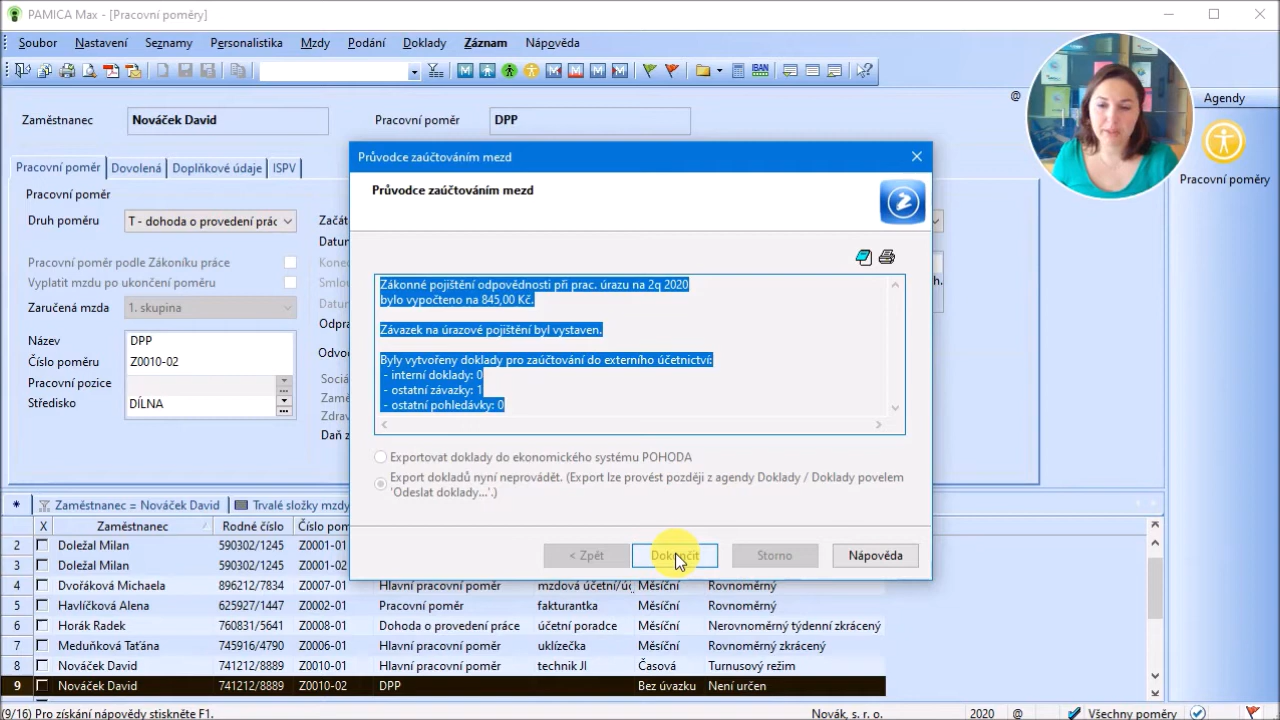 PAMICA Max - [Pracovní poměry]
Soubor Nastavení Seznamy Personalistika Mzdy Podání Doklady Záznam Nápověda
IBAN
@ Agendy
Zaměstnanec Nováček David Pracovní poměr DPP
Pracovní poměry
Pracovní poměr Dovolená Doplňkové údaje ISPV
Pracovní poměr
Druh poměru T - dohoda o provedení prác
Pracovní poměr podle Zákoníku práce
Vyplatit mzdu po ukončení poměru
Zaručená mzda 1. skupina
Název DPP
Číslo poměru Z0010-02
Pracovní pozice
Středisko DÍLNA
Průvodce zaúčtováním mezd
Průvodce zaúčtováním mezd
Zákonné pojištění odpovědnosti při prac. úrazu na 2q 2020
bylo vypočteno na 845,00 Kč.
Závazek na úrazové pojištění byl vystaven.
Byly vytvořeny doklady pro zaúčtování do externího účetnictví:
- interní doklady: 0
- ostatní závazky: 1
- ostatní pohledávky: 0
Exportovat doklady do ekonomického systému POHODA
Export dokladů nyní neprovádět. (Export lze provést později z agendy Doklady / Doklady povelem
'Odeslat doklady...'.)
< Zpět Dokončit Storno Nápověda
* Zaměstnanec = Nováček David Trvalé složky mzdy
X Zaměstnanec Rodné číslo Číslo pom
2 Doležal Milan 590302/1245 Z0001-01
3 Doležal Milan 590302/1245 Z0001-02
4 Dvořáková Michaela 896212/7834 Z0007-01 Hlavní pracovní poměr mzdová účetní/úč Měsíční Rovnoměrný
5 Havlíčková Alena 625927/1447 Z0002-01 Pracovní poměr fakturantka Měsíční Rovnoměrný
6 Horák Radek 760831/5641 Z0008-01 Dohoda o provedení práce účetní poradce Měsíční Nerovnoměrný týdenní zkrácený
7 Meduňková Taťána 745916/4790 Z0006-01 Hlavní pracovní poměr uklízečka Měsíční Rovnoměrný zkrácený
8 Nováček David 741212/8889 Z0010-01 Hlavní pracovní poměr technik JI Časová Turnusový režim
9 Nováček David 741212/8889 Z0010-02 DPP Bez úvazku Není určen
(9/16) Pro získání nápovědy stiskněte F1. Novák, s. r. o. 2020 @ Všechny poměry